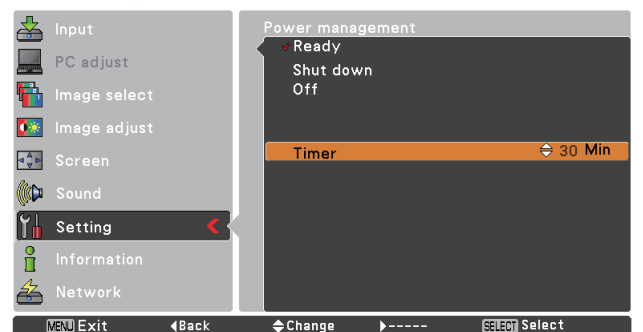 Input
PC adjust
Image select
Image adjust
Screen
Sound
Setting
Information
Network
Power management
Ready
Shut down
Off
Timer 30 Min
MENU Exit Back Change ----- SELECT Select